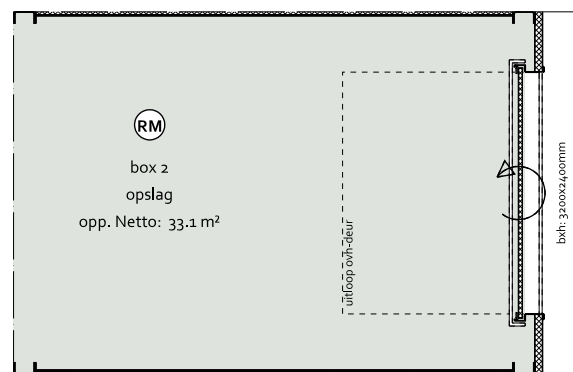 RM
box 2
opslag
opp. Netto: 33.1 m²
uitloop ovh-deur
bxh: 3200x2400mm